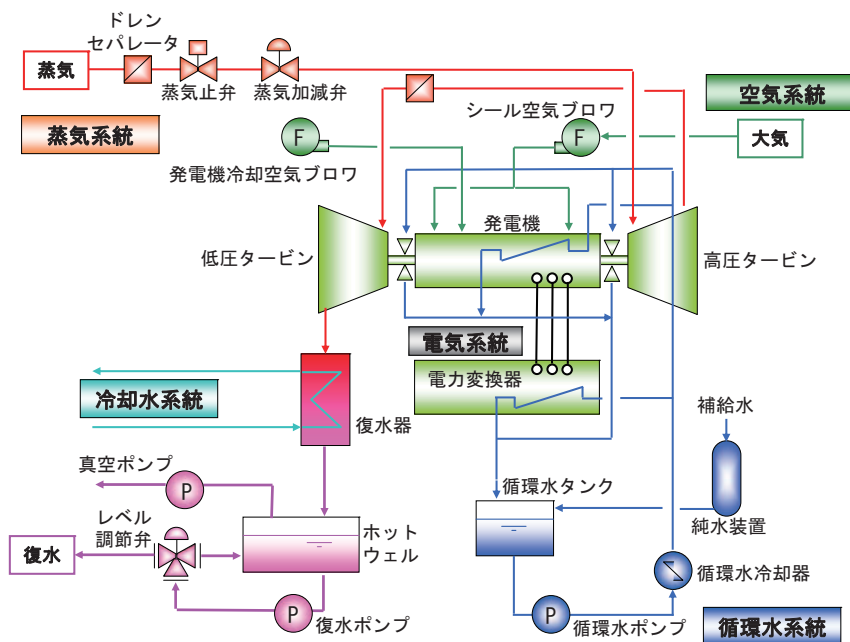 ドレン
セパレータ
蒸気
蒸気止弁
蒸気加減弁
シール空気ブロワ
空気系統
蒸気系統
F
F
大気
発電機冷却空気ブロワ
発電機
低圧タービン
高圧タービン
電気系統
電力変換器
冷却水系統
復水器
補給水
真空ポンプ
P
循環水タンク
レベル
調節弁
ホット
ウェル
純水装置
復水
循環水冷却器
P
復水ポンプ
P
循環水ポンプ
循環水系統